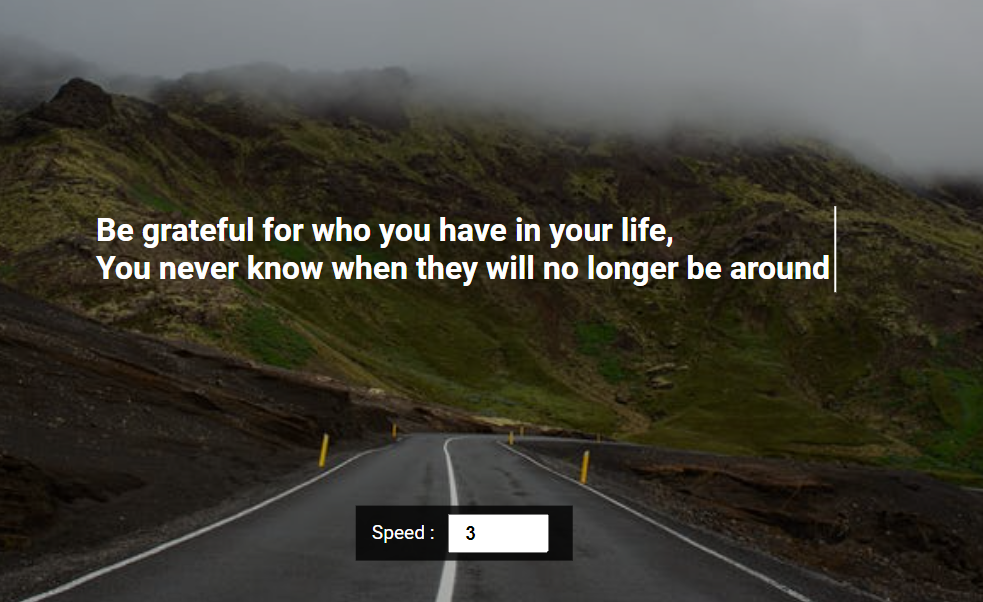 Be grateful for who you have in your life,
You never know when they will no longer be around
Speed : 3